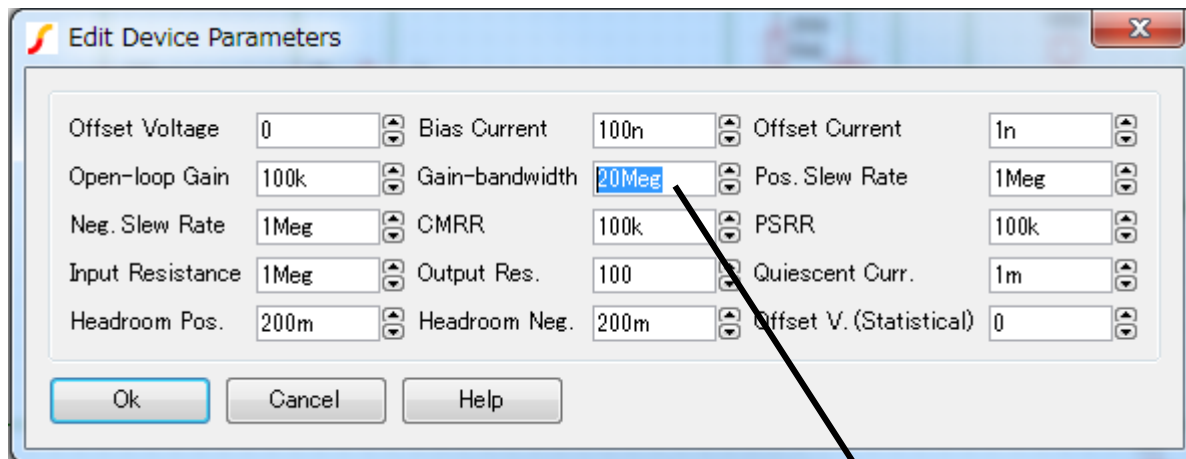 Edit Device Parameters
Offset Voltage 0 Bias Current 100n Offset Current 1n
Open-loop Gain 100k Gain-bandwidth 20Meg Pos. Slew Rate 1Meg
Neg. Slew Rate 1Meg CMRR 100k PSRR 100k
Input Resistance 1Meg Output Res. 100 Quiescent Curr. 1m
Headroom Pos. 200m Headroom Neg. 200m Offset V. (Statistical) 0
Ok Cancel Help